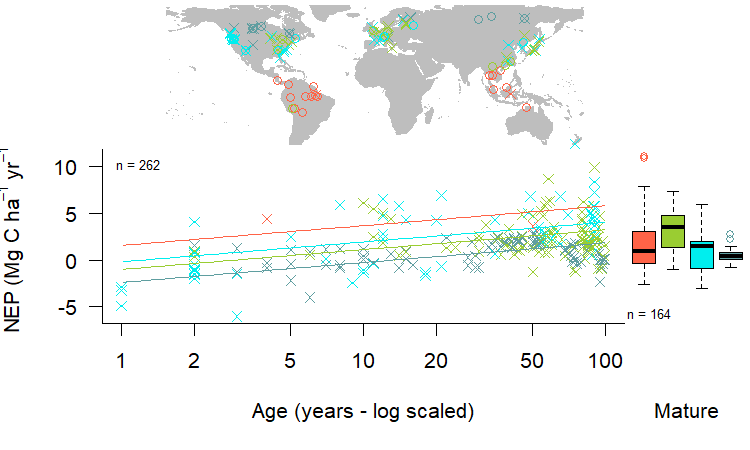 NEP (Mg C ha⁻¹ yr⁻¹)
10
5
0
-5
n = 262
n = 164
1
2
5
10
20
50
100
Age (years - log scaled)
Mature